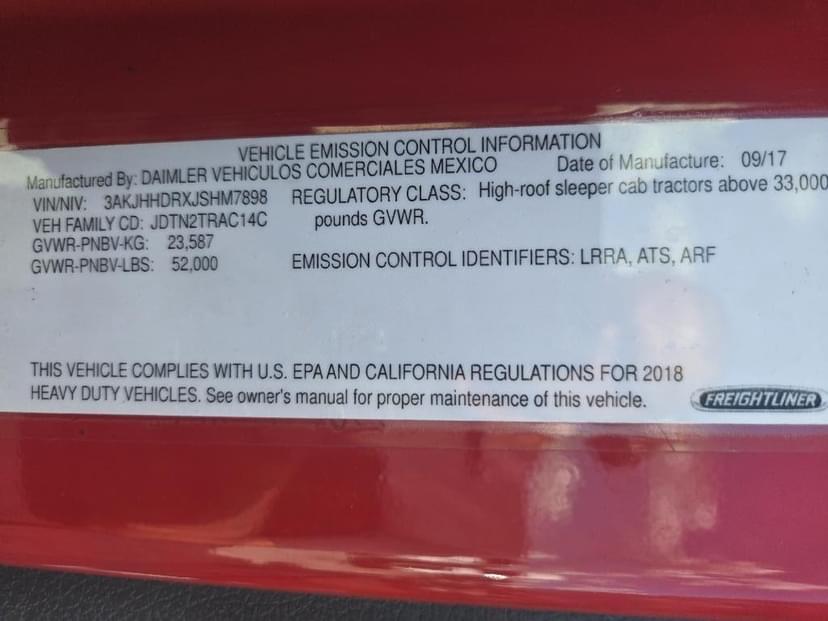 VEHICLE EMISSION CONTROL INFORMATION
Manufactured By: DAIMLER VEHICULOS COMERCIALES MEXICO Date of Manufacture: 09/17
VIN/NIV: 3AKJHHDRXJSHM7898 REGULATORY CLASS: High-roof sleeper cab tractors above 33,000
VEH FAMILY CD: JDTN2TRAC14C pounds GVWR.
GVWR-PNBV-KG: 23,587
GVWR-PNBV-LBS: 52,000 EMISSION CONTROL IDENTIFIERS: LRRA, ATS, ARF
THIS VEHICLE COMPLIES WITH U.S. EPA AND CALIFORNIA REGULATIONS FOR 2018
HEAVY DUTY VEHICLES. See owner's manual for proper maintenance of this vehicle. FREIGHTLINER